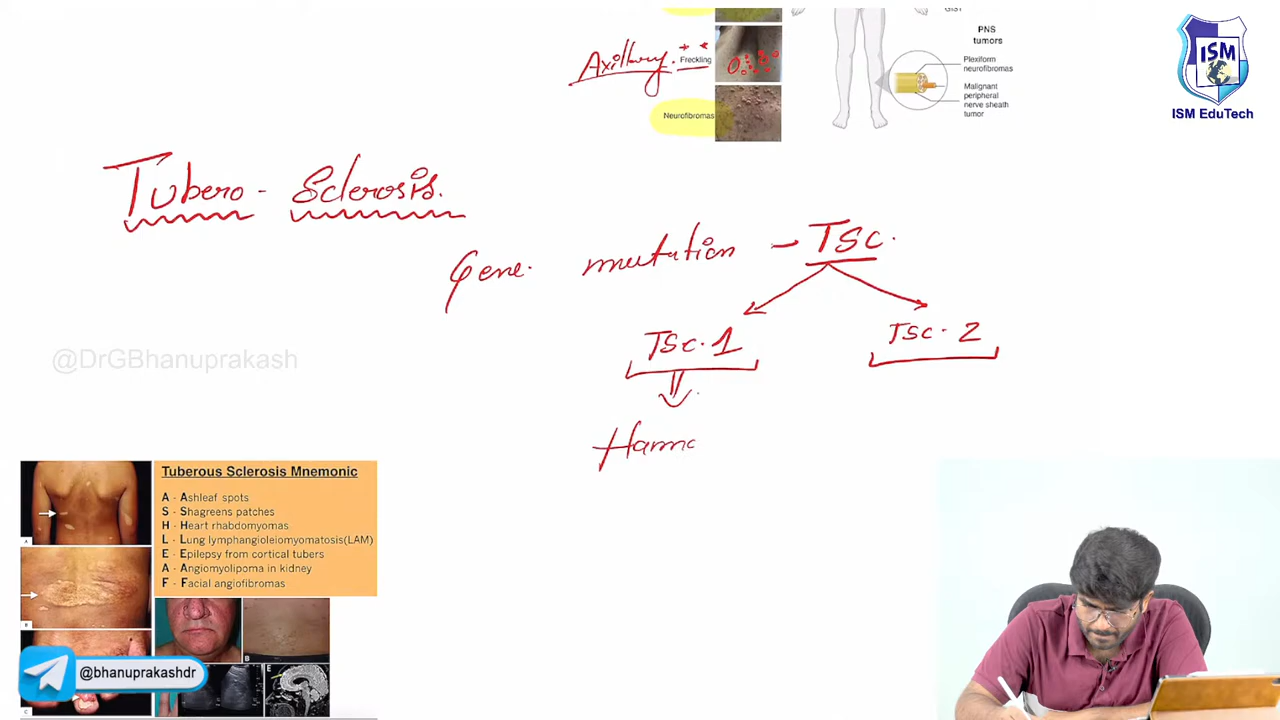 GIST
PNS
tumors
Axillary.
Freckling
Plexiform
neurofibromas
Malignant
peripheral
nerve sheath
tumor
Neurofibromas
ISM
ISM EduTech
Tubero - Sclerosis.
Gene mutation - TSC.
TSC.1
TSC.2
@DrGBhanuprakash
Hamo
Tuberous Sclerosis Mnemonic
A - Ashleaf spots
S - Shagreens patches
H - Heart rhabdomyomas
L - Lung lymphangioleiomyomatosis(LAM)
E - Epilepsy from cortical tubers
A - Angiomyolipoma in kidney
F - Facial angiofibromas
A
B
C
B
E
@bhanuprakashdr